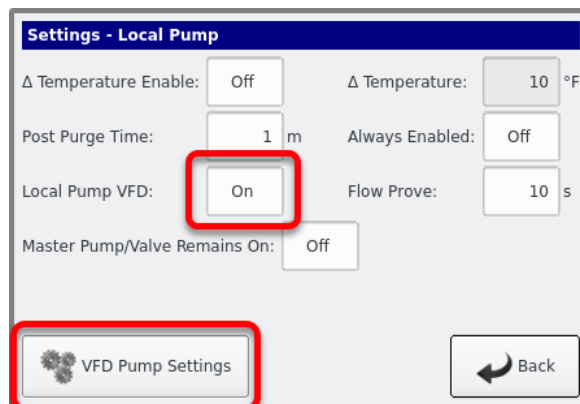 Settings - Local Pump
Δ Temperature Enable: Off Δ Temperature: 10 °F
Post Purge Time: 1 m Always Enabled: Off
Local Pump VFD: On Flow Prove: 10 s
Master Pump/Valve Remains On: Off
VFD Pump Settings Back